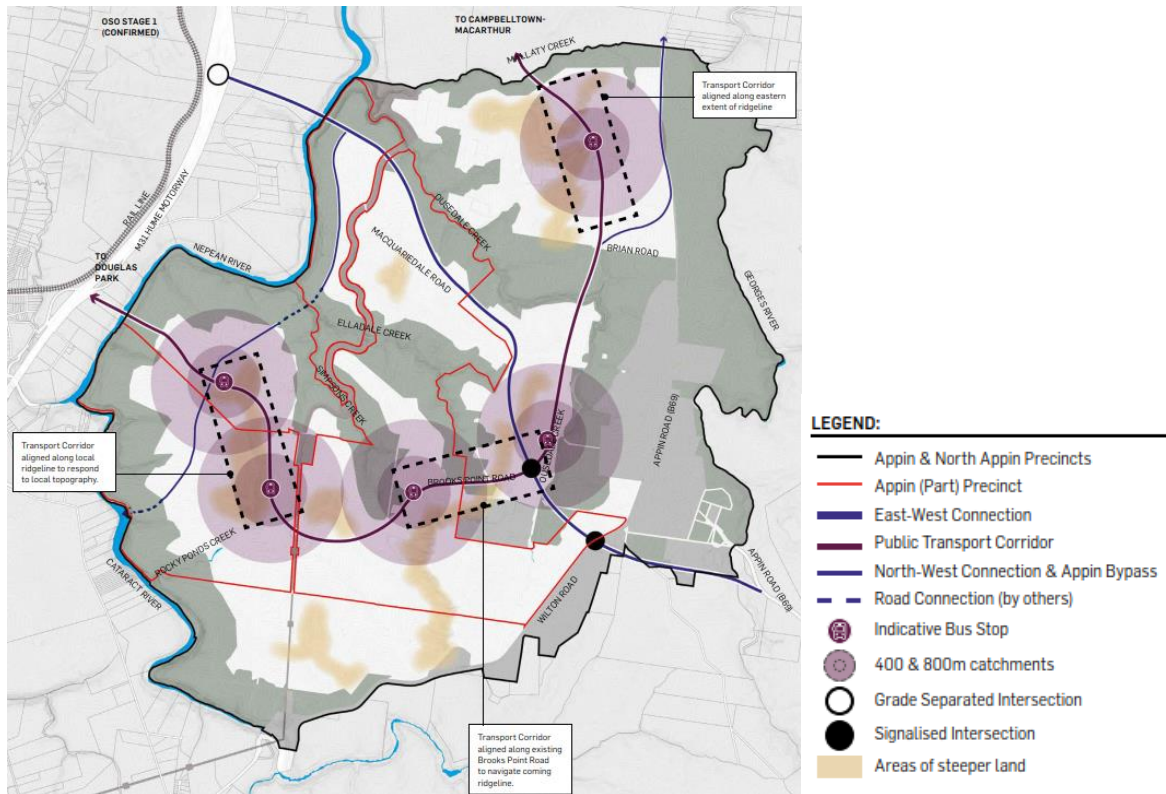 OSO STAGE 1
(CONFIRMED)
TO CAMPBELLTOWN-
MACARTHUR
MALLATY CREEK
Transport Corridor
aligned along eastern
extent of ridgeline
RAIL LINE
M31 HUME MOTORWAY
NEPEAN RIVER
TO
DOUGLAS
PARK
OUSEDALE CREEK
MACQUARIEDALE ROAD
BRIAN ROAD
GEORGES RIVER
ELLADALE CREEK
SIMPSONS CREEK
OUSEDALE CREEK
APPIN ROAD (B69)
Transport Corridor
aligned along local
ridgeline to respond
to local topography.
BROOKS POINT ROAD
ROCKY PONDS CREEK
CATARACT RIVER
WILTON ROAD
APPIN ROAD (B69)
Transport Corridor
aligned along existing
Brooks Point Road
to navigate coming
ridgeline.
LEGEND:
Appin & North Appin Precincts
Appin (Part) Precinct
East-West Connection
Public Transport Corridor
North-West Connection & Appin Bypass
Road Connection (by others)
Indicative Bus Stop
400 & 800m catchments
Grade Separated Intersection
Signalised Intersection
Areas of steeper land